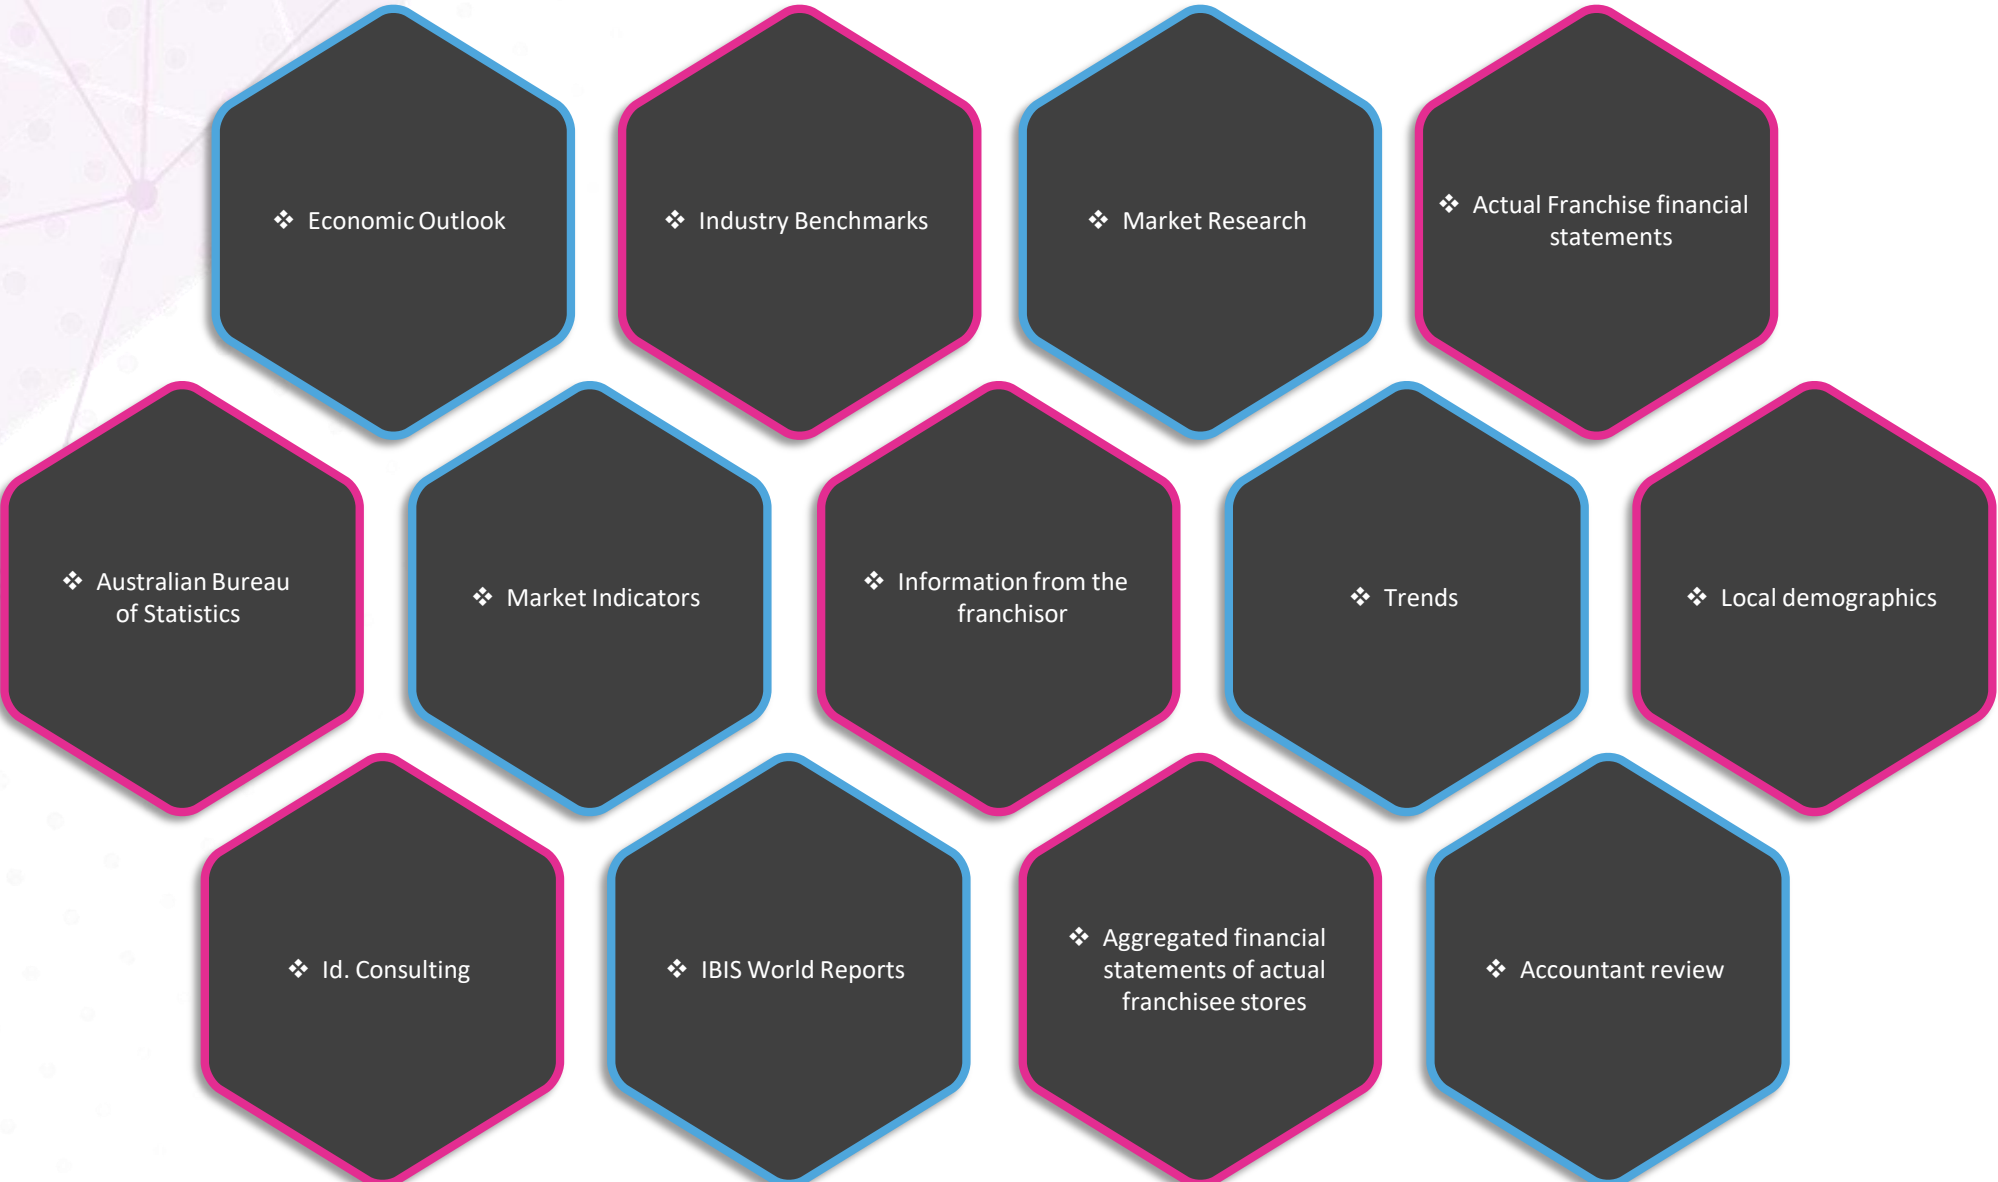 ❖ Economic Outlook
❖ Industry Benchmarks
❖ Market Research
❖ Actual Franchise financial
statements
❖ Australian Bureau
of Statistics
❖ Market Indicators
❖ Information from the
franchisor
❖ Trends
❖ Local demographics
❖ Id. Consulting
❖ IBIS World Reports
❖ Aggregated financial
statements of actual
franchisee stores
❖ Accountant review